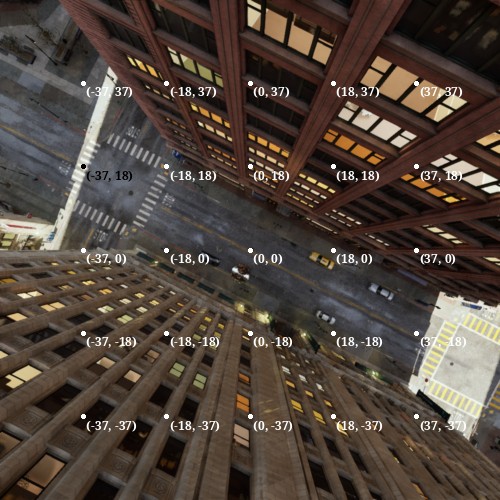 (-37, 37) (-18, 37) (0, 37) (18, 37) (37, 37)
(-37, 18) (-18, 18) (0, 18) (18, 18) (37, 18)
(-37, 0) (-18, 0) (0, 0) (18, 0) (37, 0)
(-37, -18) (-18, -18) (0, -18) (18, -18) (37, -18)
(-37, -37) (-18, -37) (0, -37) (18, -37) (37, -37)